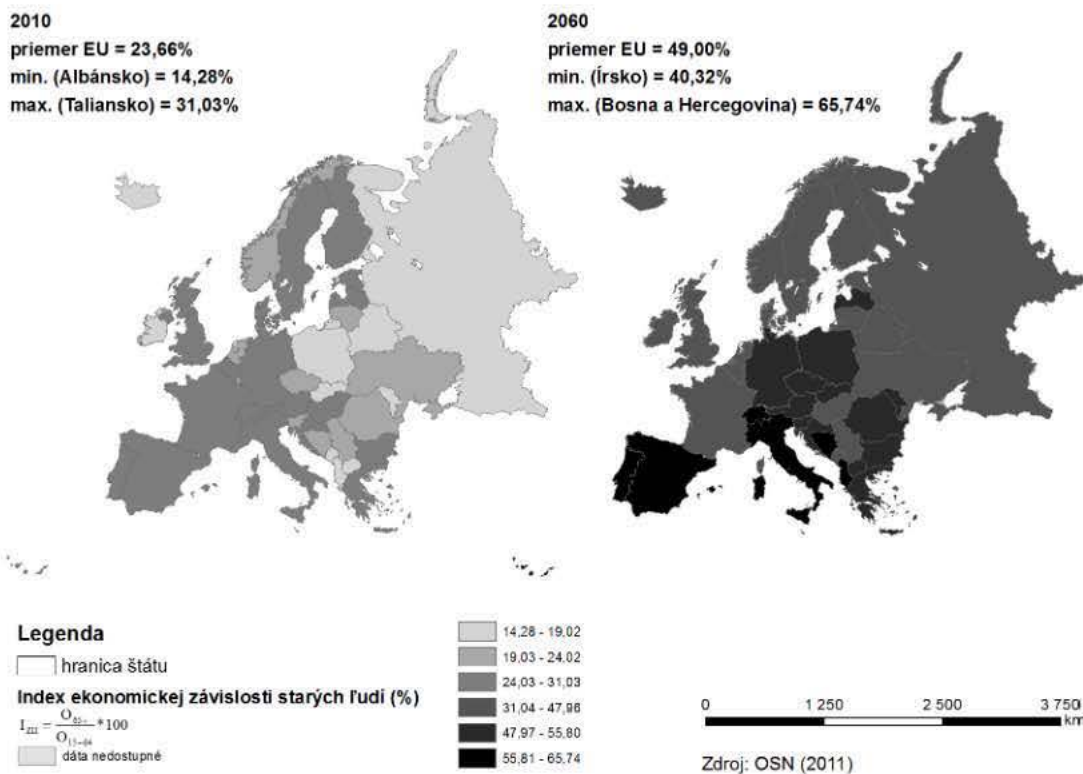 2010
priemer EU = 23,66%
min. (Albánsko) = 14,28%
max. (Taliansko) = 31,03%
2060
priemer EU = 49,00%
min. (Írsko) = 40,32%
max. (Bosna a Hercegovina) = 65,74%
Legenda
hranica štátu
Index ekonomickej závislosti starých ľudí (%)
*100
dáta nedostupné
14,28 - 19,02
19,03 - 24,02
24,03 - 31,03
31,04 - 47,96
47,97 - 55,80
55,81 - 65,74
0 1 250 2 500 3 750
km
Zdroj: OSN (2011)